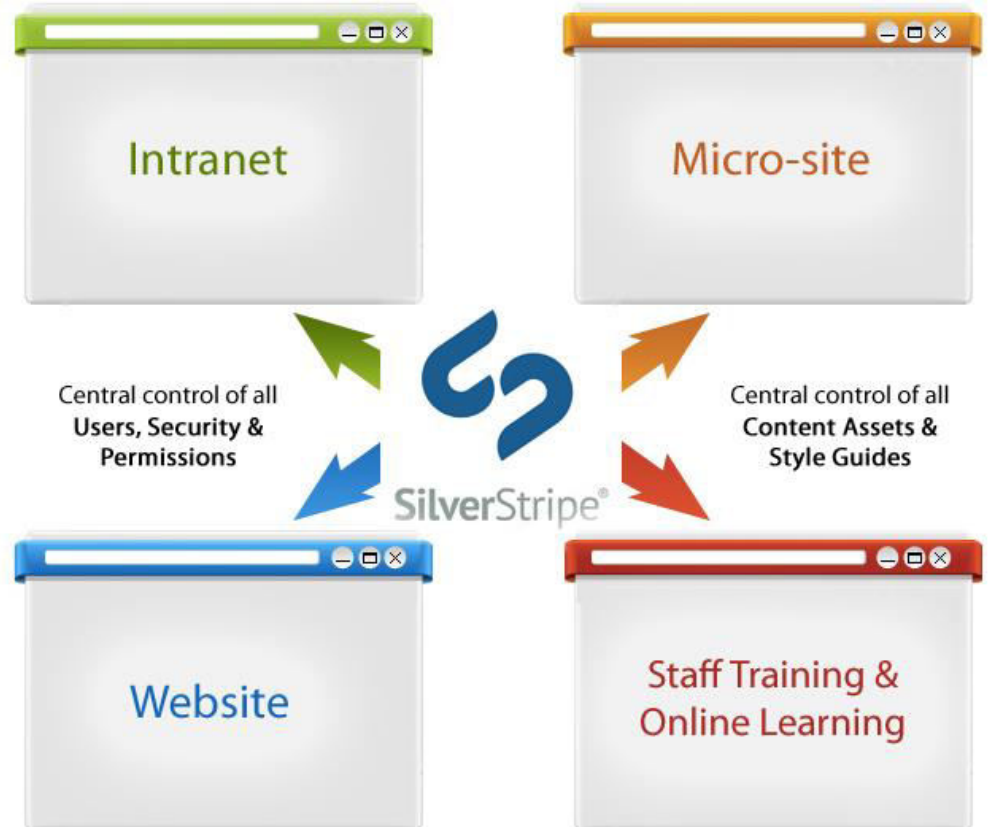 Intranet
Micro-site
Central control of all
Users, Security &
Permissions
Central control of all
Content Assets &
Style Guides
SilverStripe®
Website
Staff Training &
Online Learning